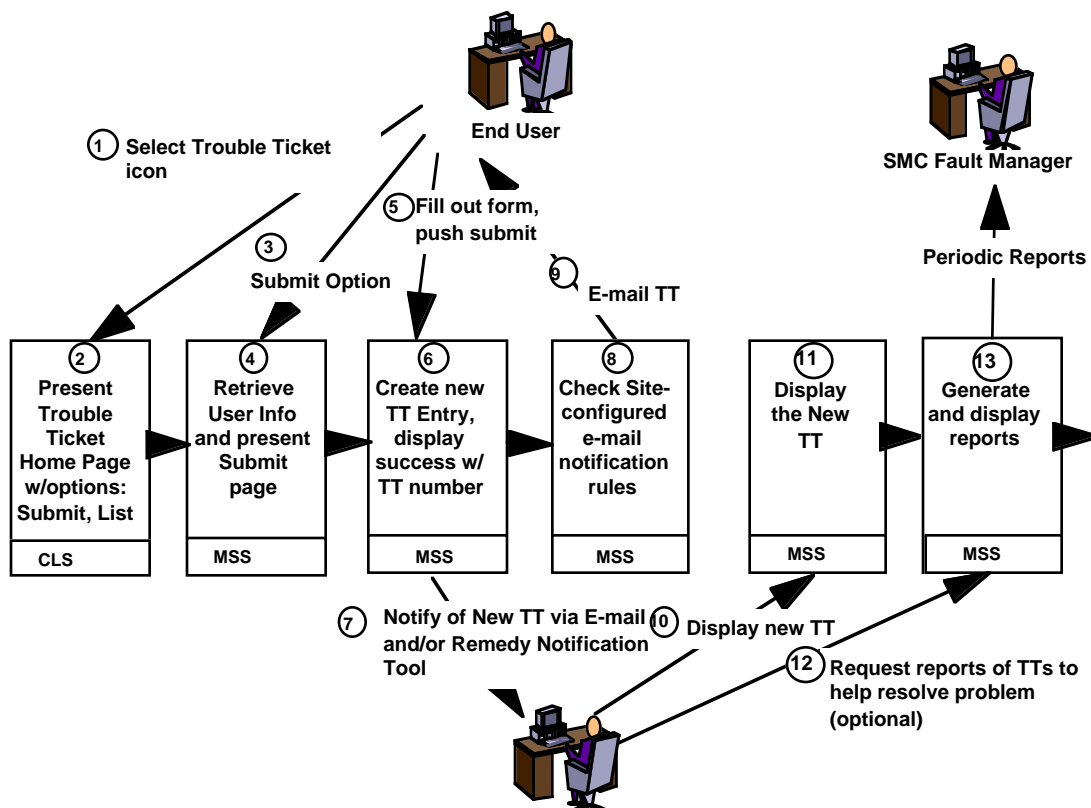 End User
SMC Fault Manager
1 Select Trouble Ticket
icon
5 Fill out form,
push submit
3
Submit Option
9
E-mail TT
Periodic Reports
2
Present
Trouble
Ticket
Home Page
w/options:
Submit, List
CLS
4
Retrieve
User Info
and present
Submit
page
MSS
6
Create new
TT Entry,
display
success w/
TT number
MSS
8
Check Site-
configured
e-mail
notification
rules
MSS
11
Display
the New
TT
MSS
13
Generate
and display
reports
MSS
7 Notify of New TT via E-mail
and/or Remedy Notification
Tool
10 Display new TT
12 Request reports of TTs to
help resolve problem
(optional)